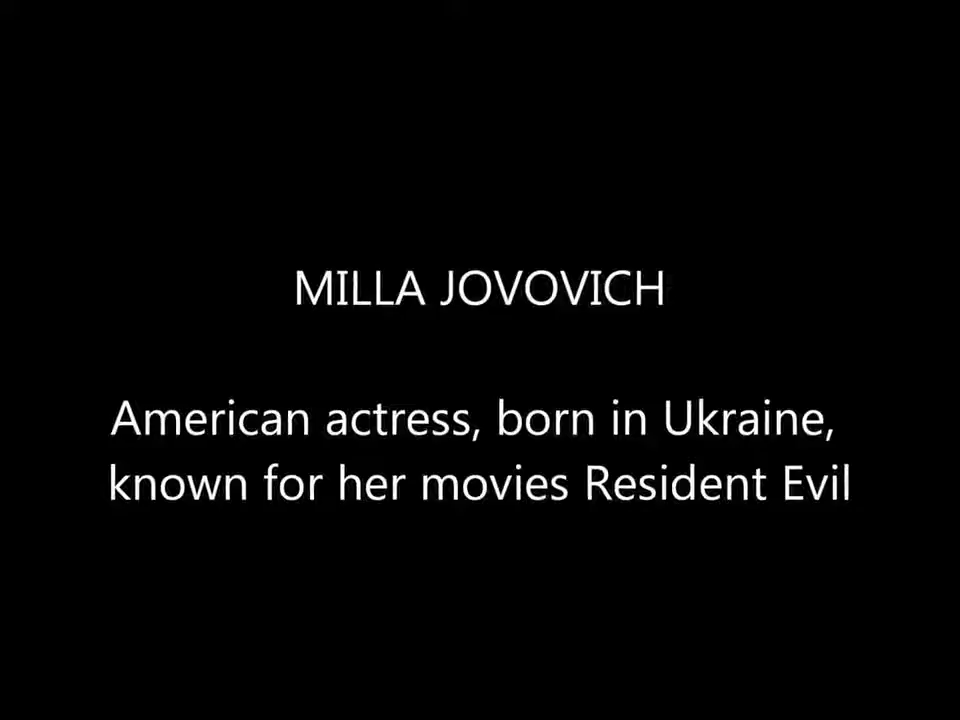 MILLA JOVOVICH
American actress, born in Ukraine,
known for her movies Resident Evil